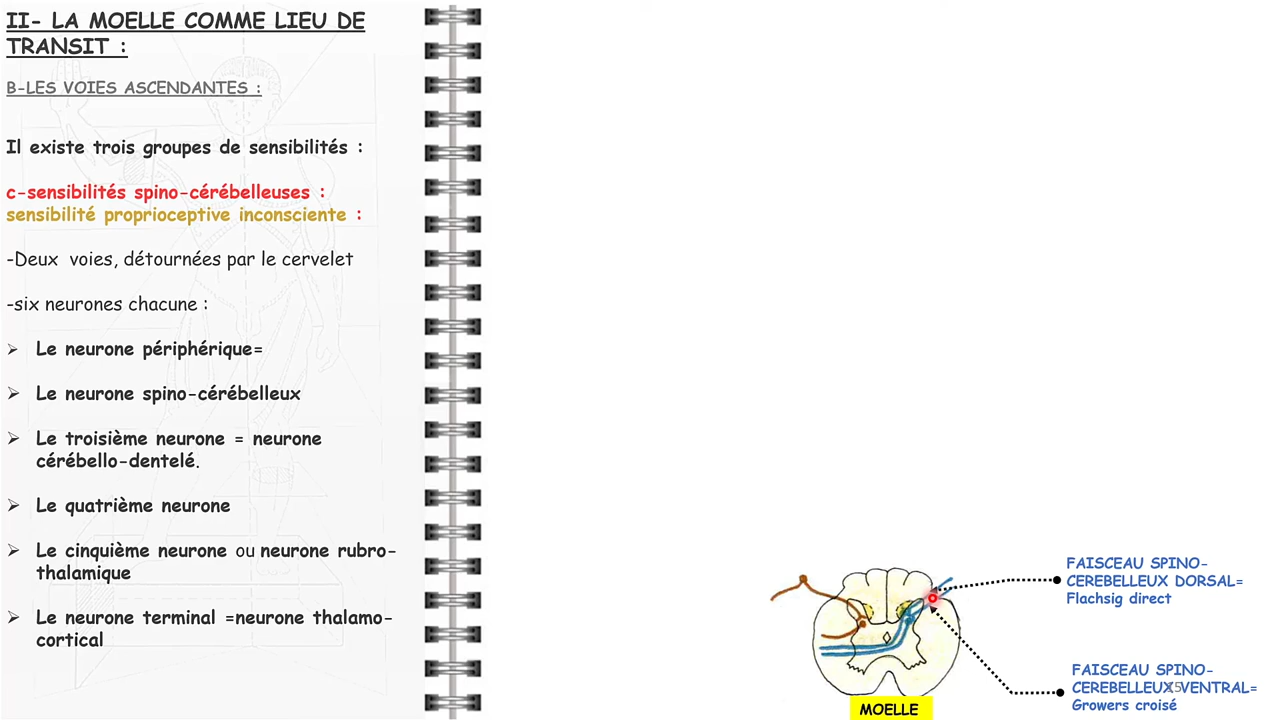 II- LA MOELLE COMME LIEU DE
TRANSIT :
B-LES VOIES ASCENDANTES :
Il existe trois groupes de sensibilités :
c-sensibilités spino-cérébelleuses :
sensibilité proprioceptive inconsciente :
-Deux voies, détournées par le cervelet
-six neurones chacune :
➢ Le neurone périphérique=
➢ Le neurone spino-cérébelleux
➢ Le troisième neurone = neurone
cérébello-dentelé.
➢ Le quatrième neurone
➢ Le cinquième neurone ou neurone rubro-
thalamique
➢ Le neurone terminal =neurone thalamo-
cortical
FAISCEAU SPINO-
CEREBELLEUX DORSAL=
Flachsig direct
FAISCEAU SPINO-
CEREBELLEUX VENTRAL=
Growers croisé
MOELLE